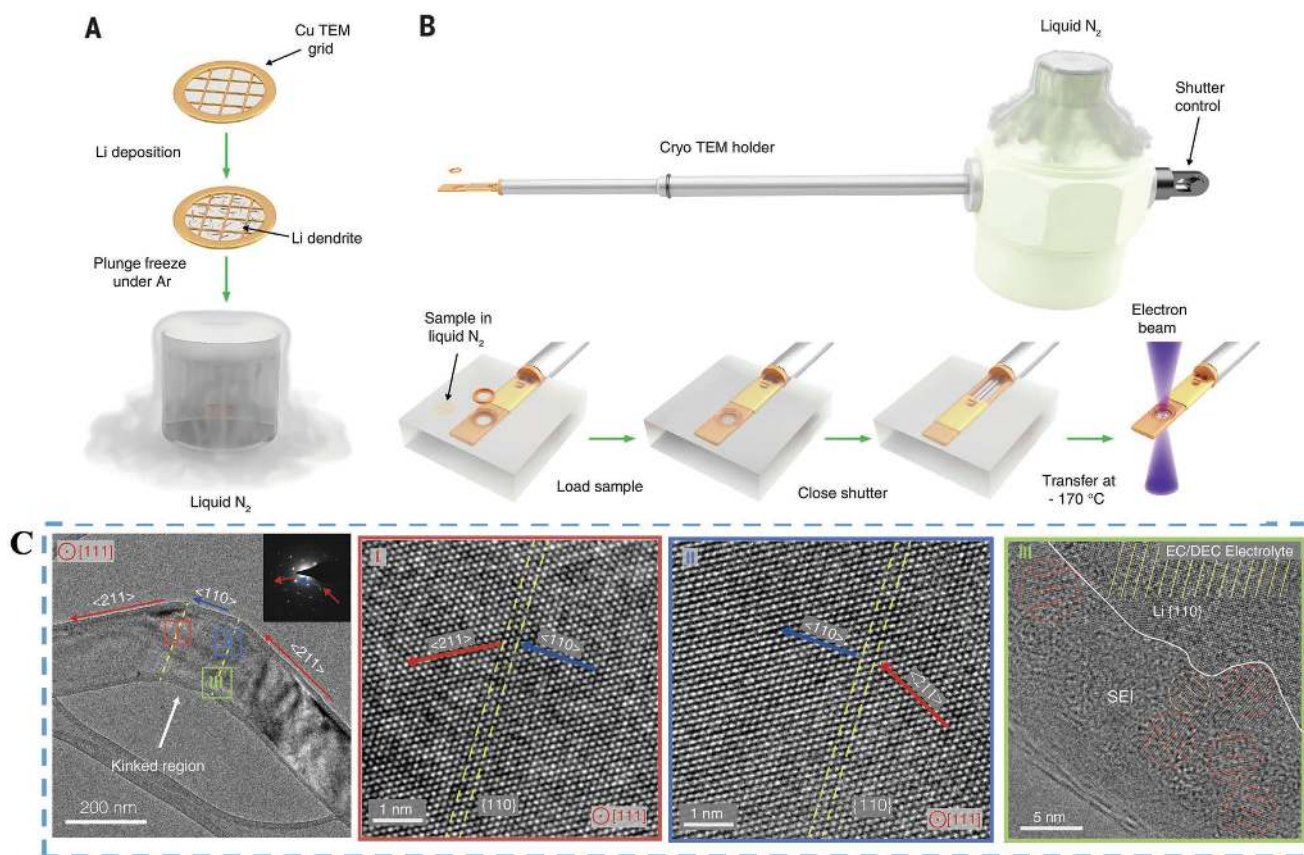 A
Cu TEM
grid
Li deposition
Li dendrite
Plunge freeze
under Ar
Liquid N₂
B
Liquid N₂
Shutter
control
Cryo TEM holder
Sample in
liquid N₂
Electron
beam
Load sample
Close shutter
Transfer at
- 170 °C
C
[111]
<211>
<110>
<211>
III
Kinked region
200 nm
I
<211>
<110>
1 nm
{110}
[111]
II
<110>
<211>
1 nm
{110}
[111]
III
EC/DEC Electrolyte
Li {110}
SEI
5 nm